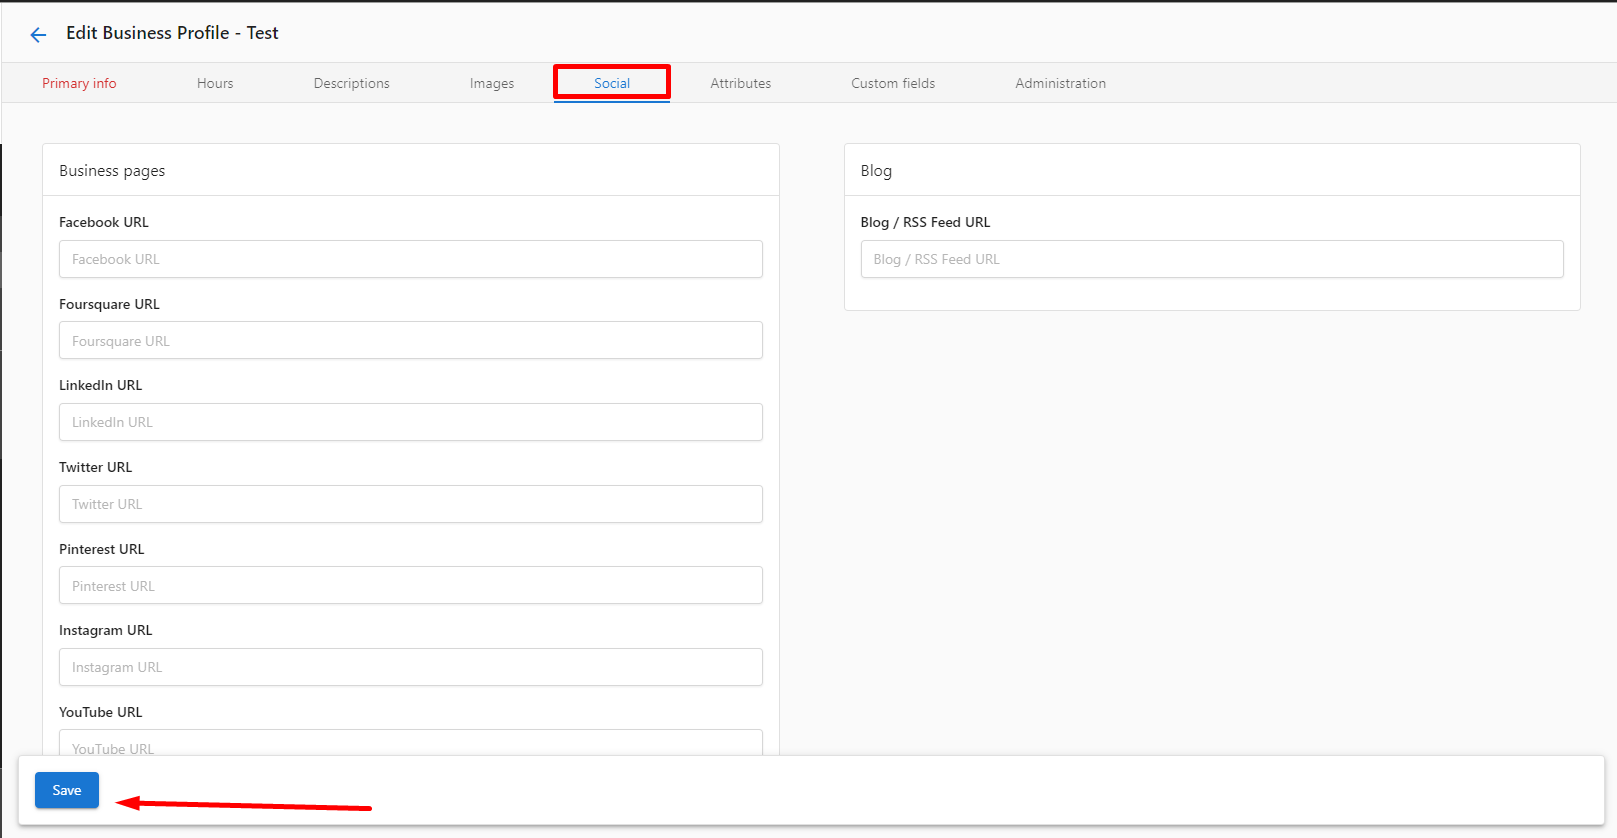 Edit Business Profile - Test
Primary info Hours Descriptions Images Social Attributes Custom fields Administration
Business pages
Facebook URL
Facebook URL
Foursquare URL
Foursquare URL
LinkedIn URL
LinkedIn URL
Twitter URL
Twitter URL
Pinterest URL
Pinterest URL
Instagram URL
Instagram URL
YouTube URL
YouTube URL
Blog
Blog / RSS Feed URL
Blog / RSS Feed URL
Save